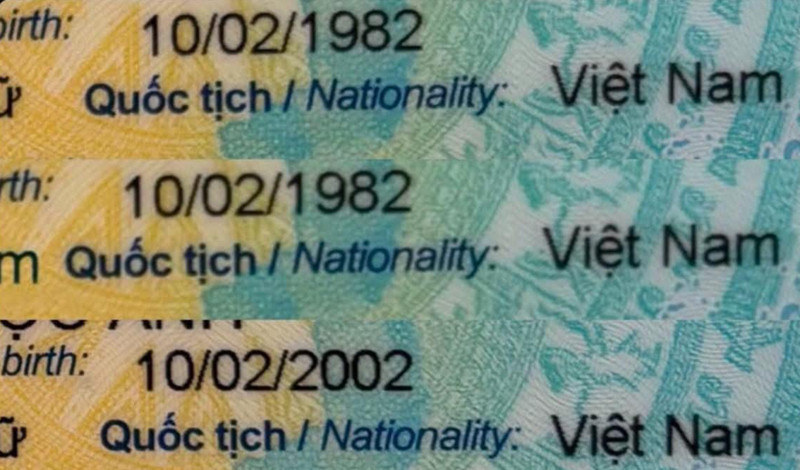 birth: 10/02/1982
ữ Quốc tịch / Nationality: Việt Nam
rth: 10/02/1982
m Quốc tịch / Nationality: Việt Nam
birth: 10/02/2002
ữ Quốc tịch / Nationality: Việt Nam